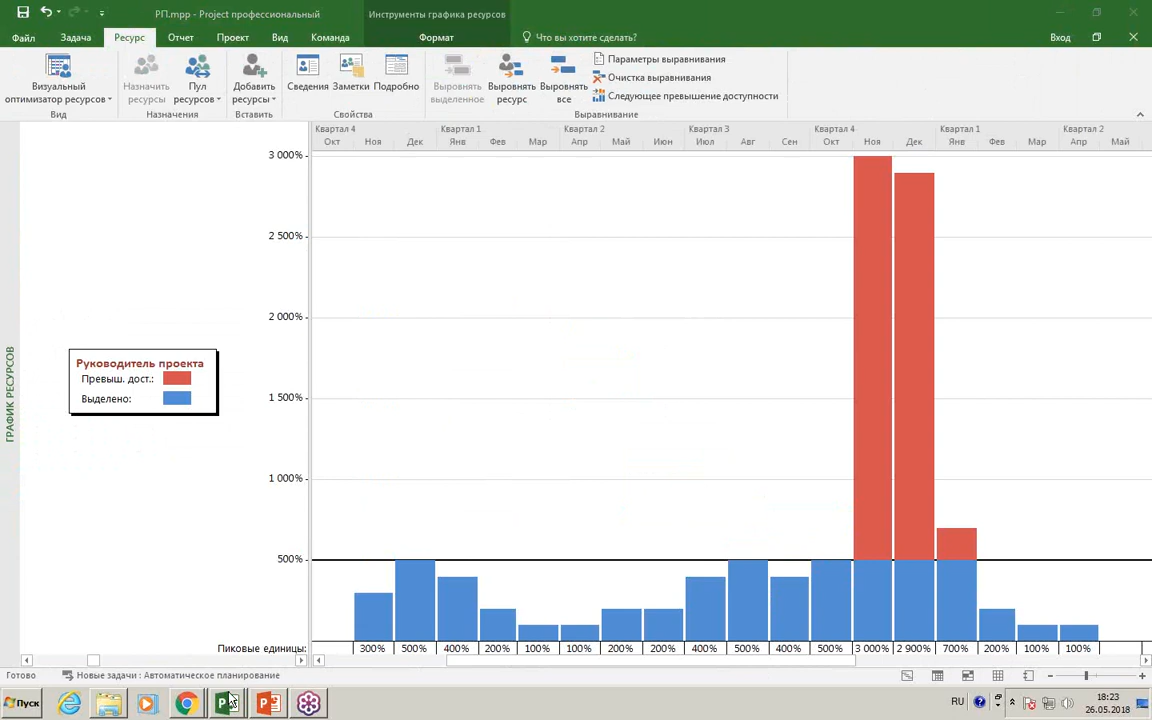 РП.mpp - Project профессиональный
Инструменты графика ресурсов
Файл Задача Ресурс Отчет Проект Вид Команда Формат Что вы хотите сделать? Вход
Визуальный оптимизатор ресурсов
Назначить ресурсы
Пул ресурсов
Добавить ресурсы
Сведения
Заметки
Подробно
Выровнять выделенное
Выровнять ресурс
Выровнять все
Параметры выравнивания
Очистка выравнивания
Следующее превышение доступности
Вид Назначения Вставить Свойства Выравнивание
Квартал 4 Квартал 1 Квартал 2 Квартал 3 Квартал 4 Квартал 1 Квартал 2
Окт Ноя Дек Янв Фев Мар Апр Май Июн Июл Авг Сен Окт Ноя Дек Янв Фев Мар Апр Май
3 000%
2 500%
2 000%
1 500%
1 000%
500%
ГРАФИК РЕСУРСОВ
Руководитель проекта
Превыш. дост.:
Выделено:
Пиковые единицы: 300% 500% 400% 200% 100% 100% 200% 200% 400% 500% 400% 500% 3 000% 2 900% 700% 200% 100% 100%
Готово Новые задачи : Автоматическое планирование
Пуск
RU
18:23
26.05.2018